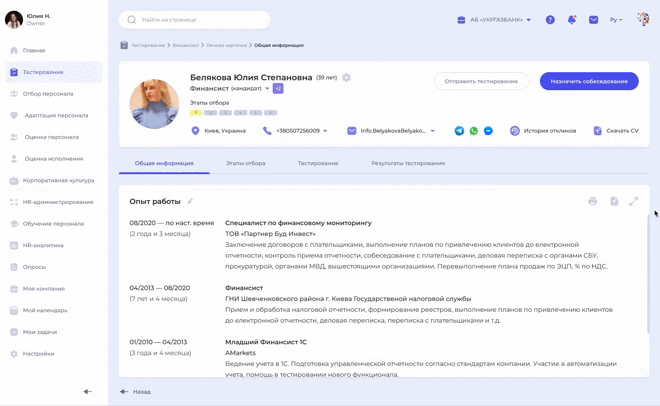 Юлия Н.
Owner
Найти на странице
АБ «УКРГАЗБАНК»
Ру
Главная
Тестирование
Отбор персонала
Адаптация персонала
Оценка персонала
Оценка исполнения
Корпоративная культура
HR-администрирование
Обучение персонала
HR-аналитика
Опросы
Моя компания
Мой календарь
Мои задачи
Настройки
Тестирование > Финансист > Личная карточка > Общая информация
Белякова Юлия Степановна (39 лет)
Финансист (кандидат) +2
Этапы отбора
Отправить тестирование
Назначить собеседование
Киев, Украина
+380507256009
Info.BelyakovaBelyako...
История откликов
Скачать CV
Общая информация
Этапы отбора
Тестирование
Результаты тестирования
Опыт работы
08/2020 — по наст. время
(2 года и 3 месяца)
Специалист по финансовому мониторингу
ТОВ «Партнер Буд Инвест»
Заключение договоров с плательщиками, выполнение планов по привлечению клиентов до електронной
отчетности, контроль приема отчетности, собеседование с плательщиками, деловая переписка с органами СБУ,
прокуратурой, органами МВД, вышестоящими организациями. Перевыполнение плана продаж по ЭЦП, % по НДС.
04/2013 — 08/2020
(7 лет и 4 месяца)
Финансист
ГНИ Шевченковского района г. Киева Государственной налоговой службы
Прием и обработка налоговой отчетности, формирование реестров, выполнение планов по привлечению клиентов
до електронной отчетности, деловая переписка, переписка с плательщиками и т.д.
01/2010 — 04/2013
(3 года и 4 месяца)
Младший Финансист 1С
AMarkets
Ведение учета в 1С. Подготовка управленческой отчетности согласно стандартам компании. Участие в автоматизации
учета, помощь в тестировании нового функционала.
Назад